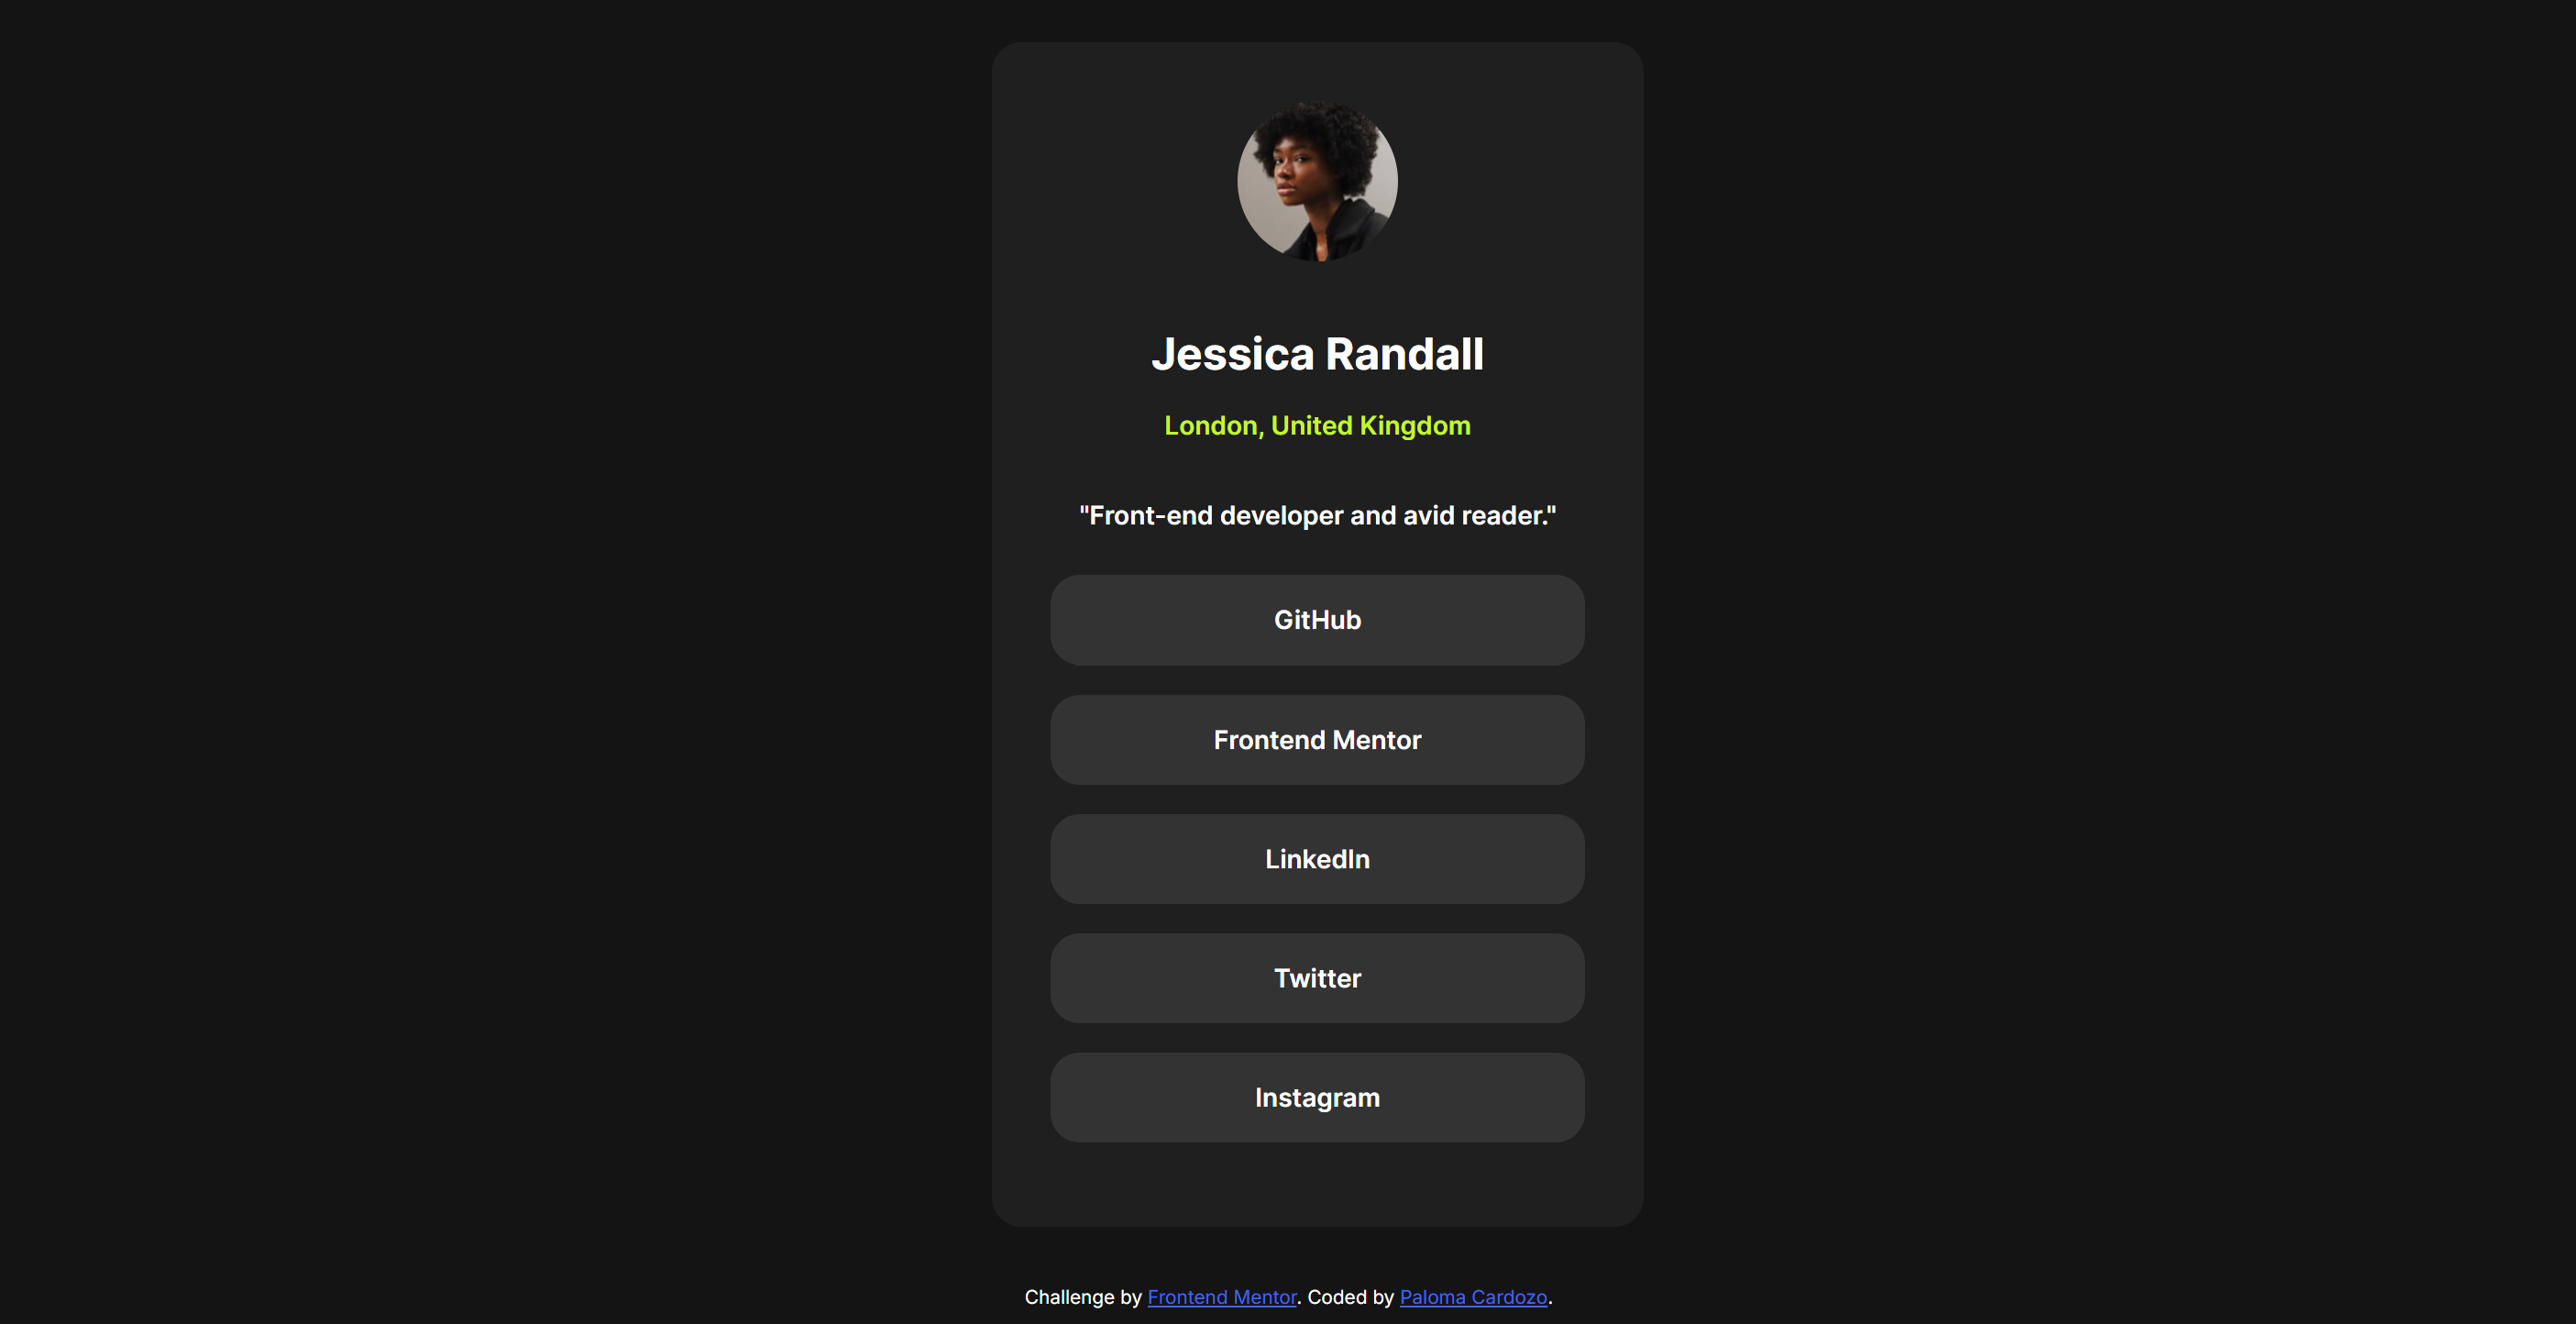 Jessica Randall
London, United Kingdom
"Front-end developer and avid reader."
GitHub
Frontend Mentor
LinkedIn
Twitter
Instagram
Challenge by Frontend Mentor. Coded by Paloma Cardozo.